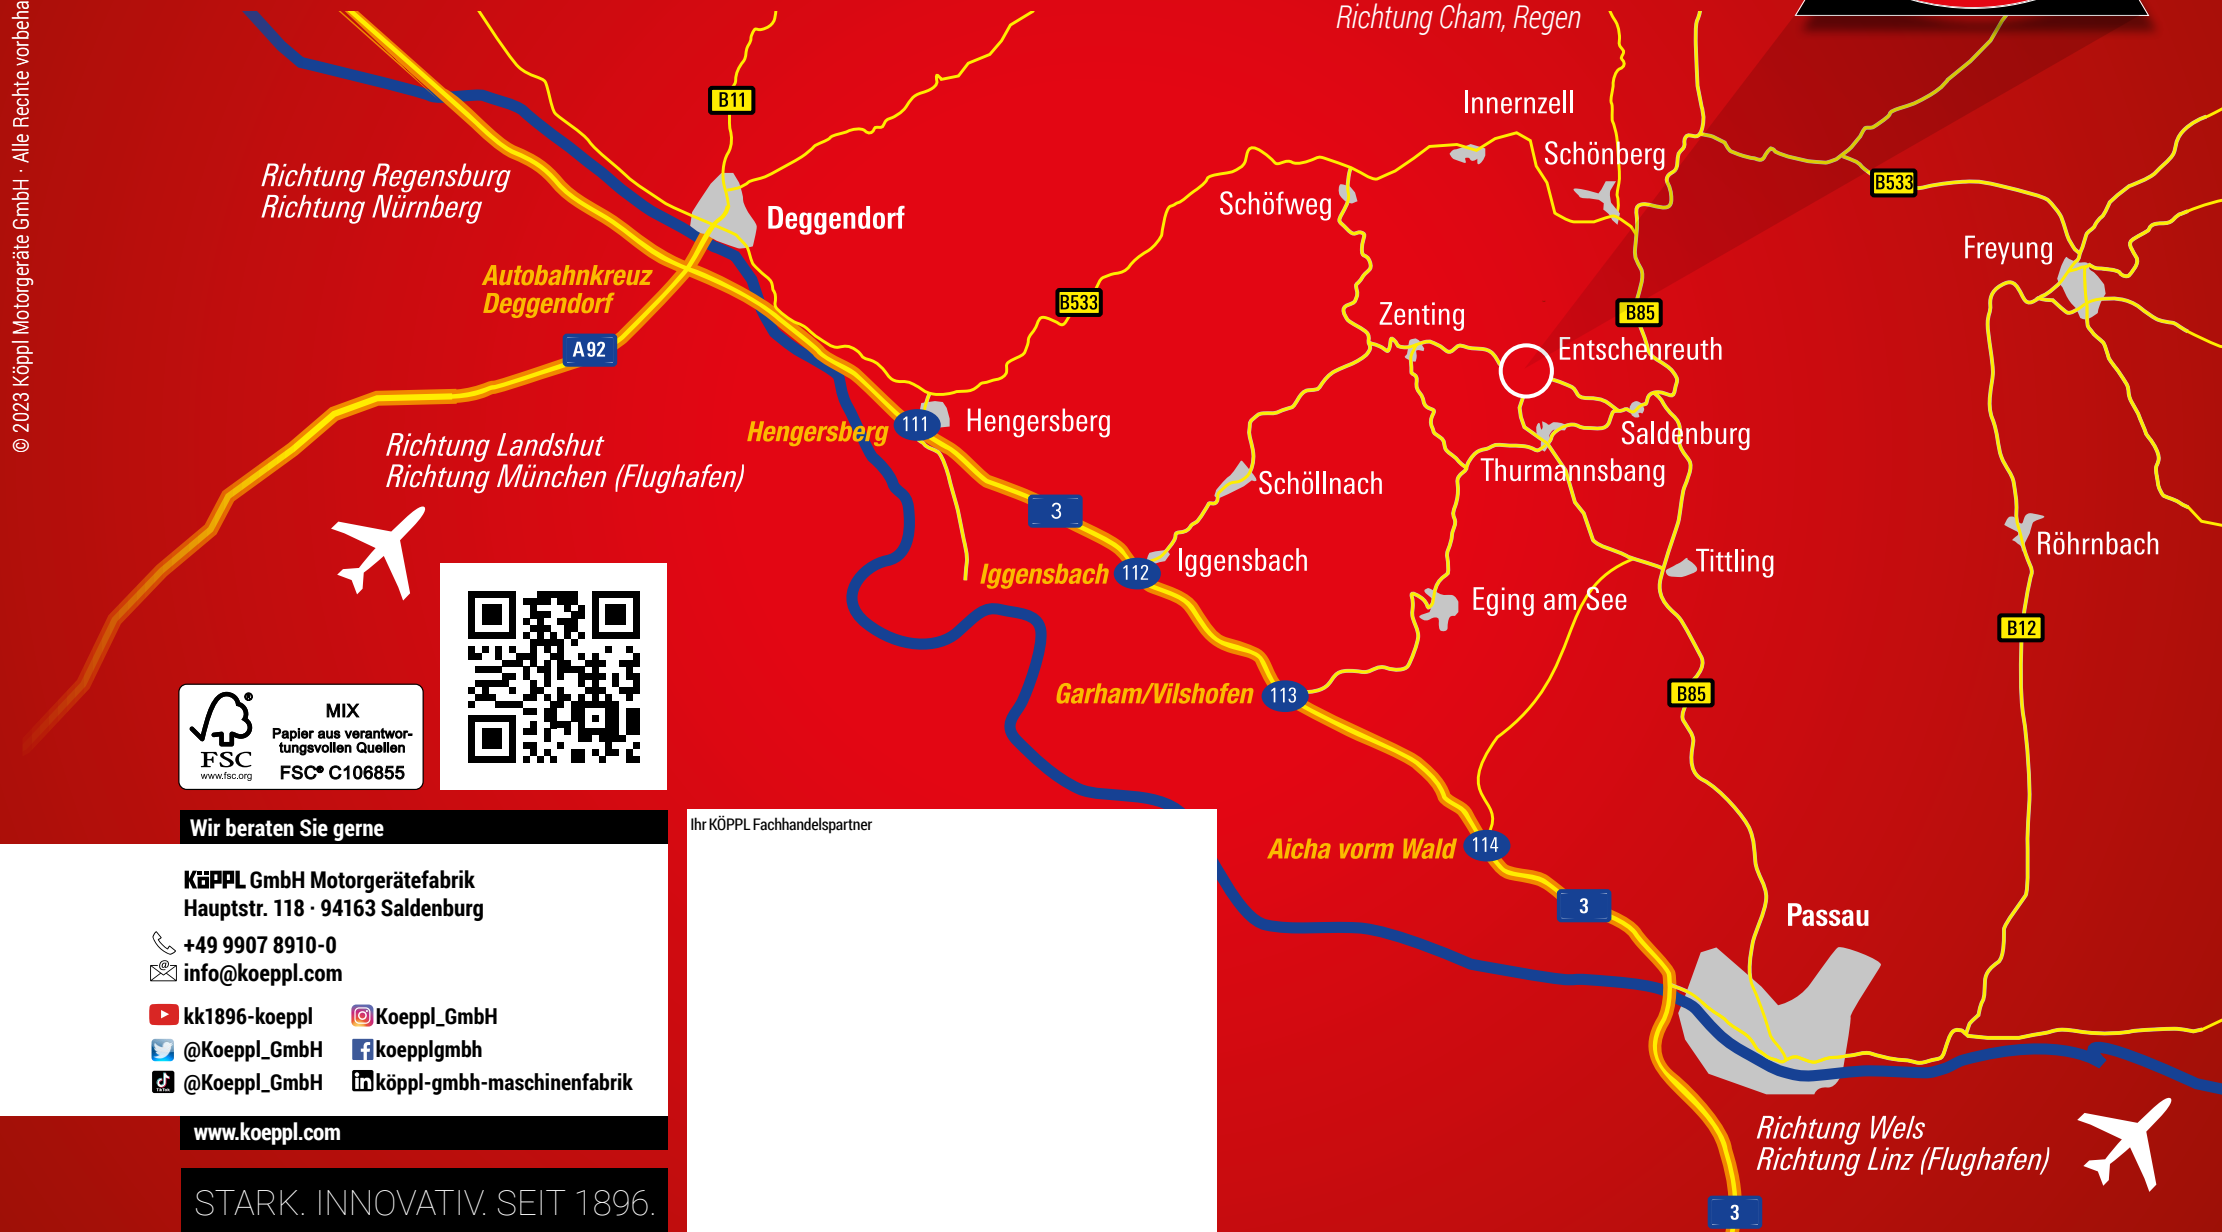 © 2023 Köppl Motorgeräte GmbH · Alle Rechte
Richtung Cham, Regen
B11
Innernzell
Schönberg
Richtung Regensburg
Richtung Nürnberg
Deggendorf
Schöfweg
B533
Freyung
Autobahnkreuz
Deggendorf
B533
Zenting
B85
A92
Entschenreuth
Hengersberg
111
Hengersberg
Saldenburg
Richtung Landshut
Richtung München (Flughafen)
Schöllnach
Thurmannsbang
3
Röhrnbach
Iggensbach
112
Iggensbach
Tittling
Eging am See
B12
Garham/Vilshofen
113
B85
MIX
Papier aus verantwor-
tungsvollen Quellen
FSC® C106855
FSC
®
www.fsc.org
Wir beraten Sie gerne
KÖPPL GmbH Motorgerätefabrik
Hauptstr. 118 · 94163 Saldenburg
+49 9907 8910-0
info@koeppl.com
kk1896-koeppl
Koeppl_GmbH
@Koeppl_GmbH
koepplgmbh
@Koeppl_GmbH
köppl-gmbh-maschinenfabrik
www.koeppl.com
STARK. INNOVATIV. SEIT 1896.
Ihr KÖPPL Fachhandelspartner
Aicha vorm Wald
114
3
Passau
Richtung Wels
Richtung Linz (Flughafen)
3